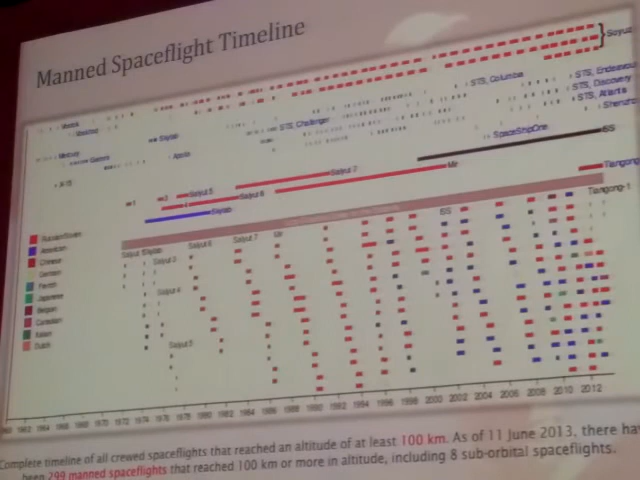 Manned Spaceflight Timeline
Soyuz
Vostok
Voskhod
STS, Columbia
STS, Endeavour
STS, Discovery
STS, Atlantis
Shenzhou
STS, Challenger
Skylab
Mercury
Gemini
Apollo
SpaceShipOne
ISS
X-15
Salyut 7
Mir
Tiangong-1
Salyut 5
Salyut 6
Skylab
Tiangong-1
ISS
Russian/Soviet
American
Chinese
German
French
Japanese
Belgian
Canadian
Italian
Dutch
Salyut 1
Skylab
Salyut 3
Salyut 4
Salyut 5
Salyut 6
Salyut 7
Mir
1960 1962 1964 1966 1968 1970 1972 1974 1976 1978 1980 1982 1984 1986 1988 1990 1992 1994 1996 1998 2000 2002 2004 2006 2008 2010 2012
Complete timeline of all crewed spaceflights that reached an altitude of at least 100 km. As of 11 June 2013, there hav
been 299 manned spaceflights that reached 100 km or more in altitude, including 8 sub-orbital spaceflights.